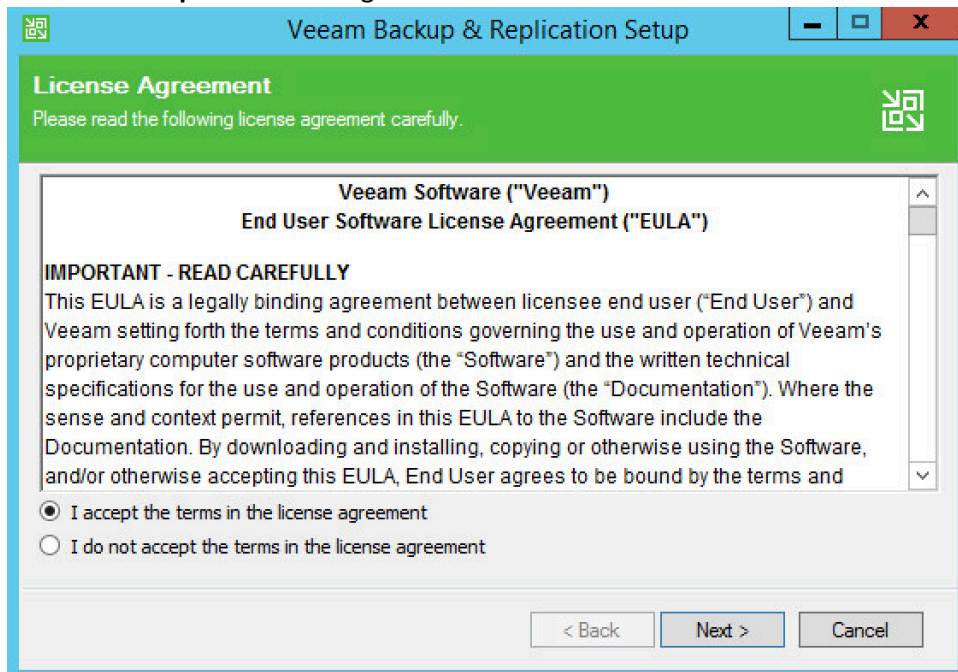 Veeam Backup & Replication Setup
License Agreement
Please read the following license agreement carefully.
Veeam Software ("Veeam")
End User Software License Agreement ("EULA")
IMPORTANT - READ CAREFULLY
This EULA is a legally binding agreement between licensee end user (“End User”) and
Veeam setting forth the terms and conditions governing the use and operation of Veeam’s
proprietary computer software products (the “Software”) and the written technical
specifications for the use and operation of the Software (the “Documentation”). Where the
sense and context permit, references in this EULA to the Software include the
Documentation. By downloading and installing, copying or otherwise using the Software,
and/or otherwise accepting this EULA, End User agrees to be bound by the terms and
I accept the terms in the license agreement
I do not accept the terms in the license agreement
< Back Next > Cancel